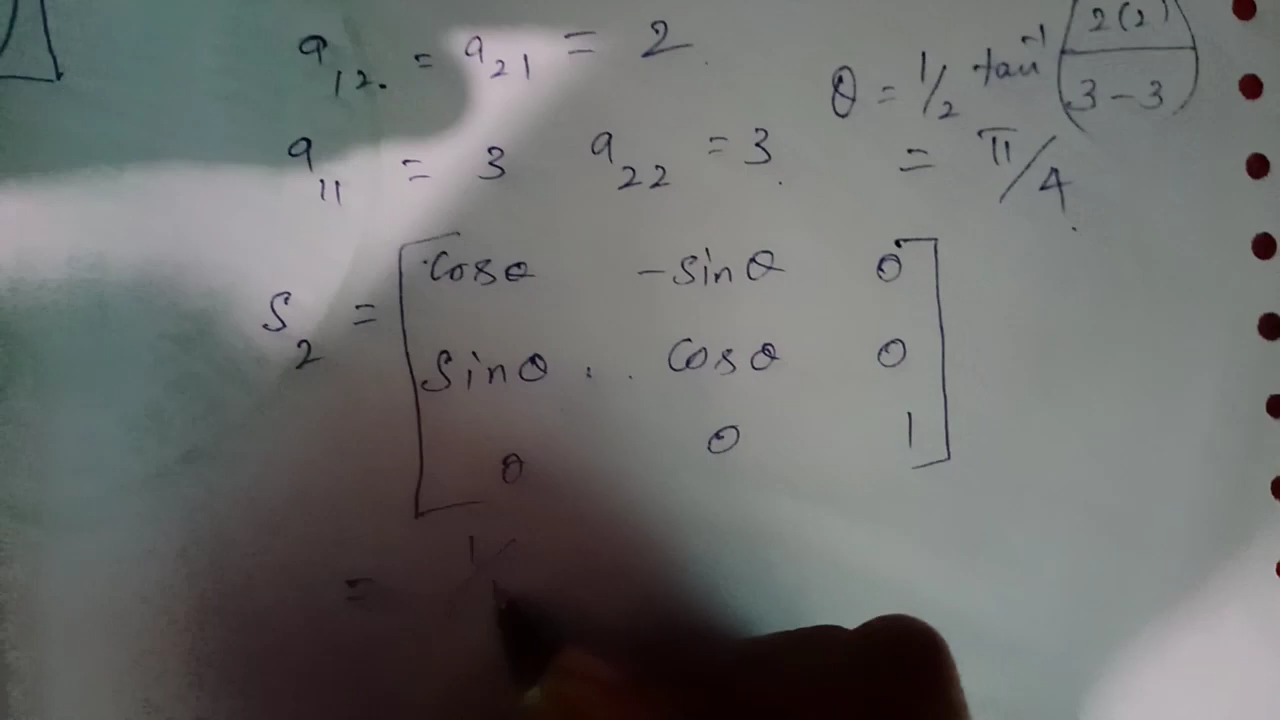 a₁₂. = a₂₁ = 2.
θ = 1/2 tan⁻¹ (2(2) / 3 - 3)
a₁₁ = 3 a₂₂ = 3.
= π/4.
S₂ = [ cosθ -sinθ 0
sinθ .. cosθ 0
0 0 1 ]
= 1/